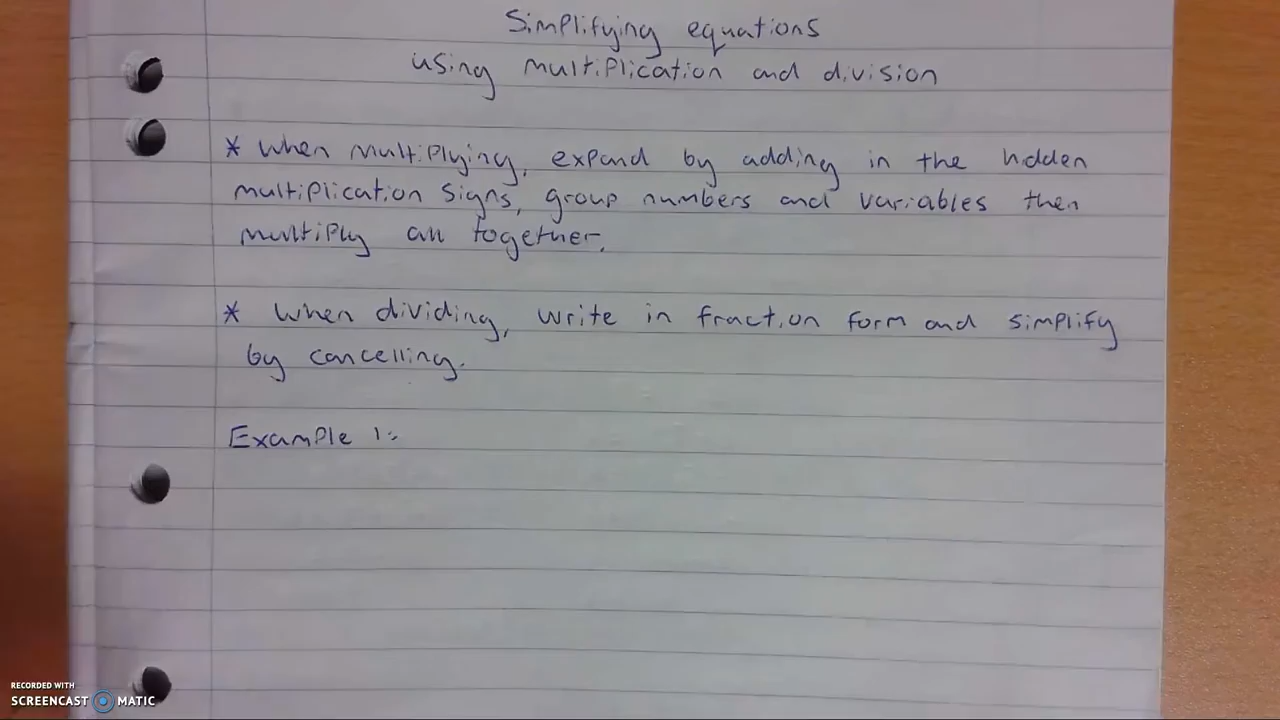 Simplifying equations
using multiplication and division
* When multiplying, expand by adding in the hidden
multiplication signs, group numbers and variables then
multiply all together.
* When dividing, write in fraction form and simplify
by cancelling.
Example 1:
RECORDED WITH
SCREENCAST MATIC